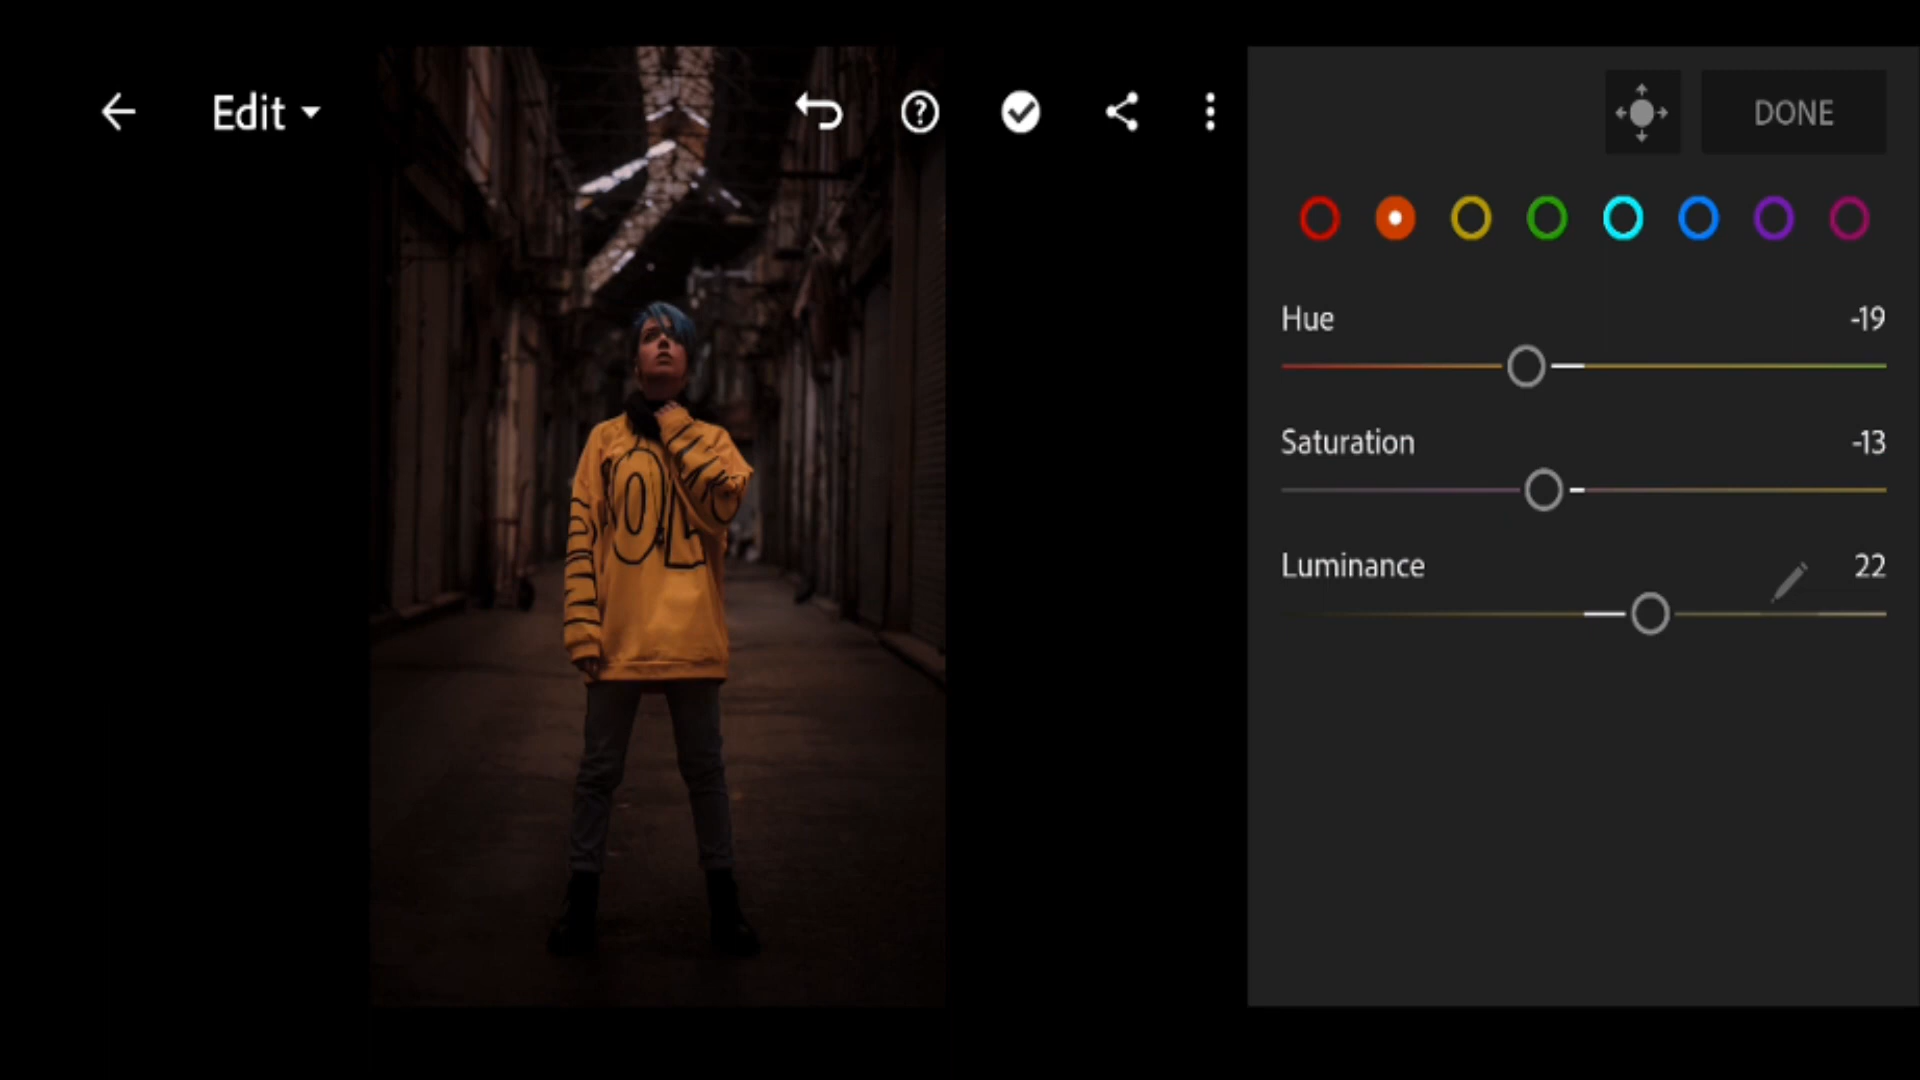 Edit
DONE
Hue -19
Saturation -13
Luminance 22